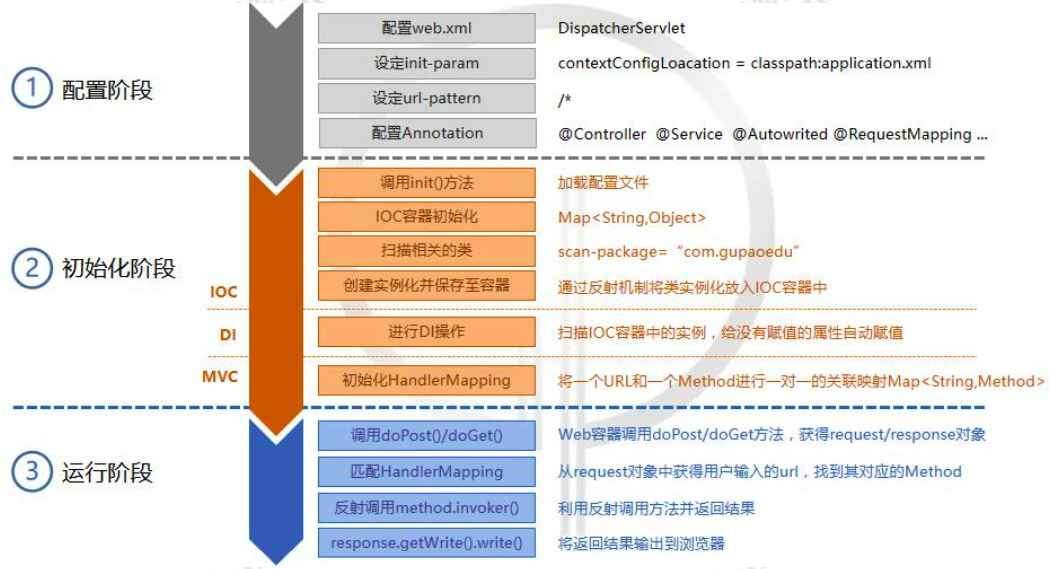 1 配置阶段
配置web.xml DispatcherServlet
设定init-param contextConfigLoacation = classpath:application.xml
设定url-pattern /*
配置Annotation @Controller @Service @Autowrited @RequestMapping ...
2 初始化阶段
调用init()方法 加载配置文件
IOC容器初始化 Map<String,Object>
扫描相关的类 scan-package= “com.gupaoedu”
IOC 创建实例化并保存至容器 通过反射机制将类实例化放入IOC容器中
DI 进行DI操作 扫描IOC容器中的实例，给没有赋值的属性自动赋值
MVC 初始化HandlerMapping 将一个URL和一个Method进行一对一的关联映射Map<String,Method>
3 运行阶段
调用doPost()/doGet() Web容器调用doPost/doGet方法，获得request/response对象
匹配HandlerMapping 从request对象中获得用户输入的url，找到其对应的Method
反射调用method.invoker() 利用反射调用方法并返回结果
response.getWrite().write() 将返回结果输出到浏览器